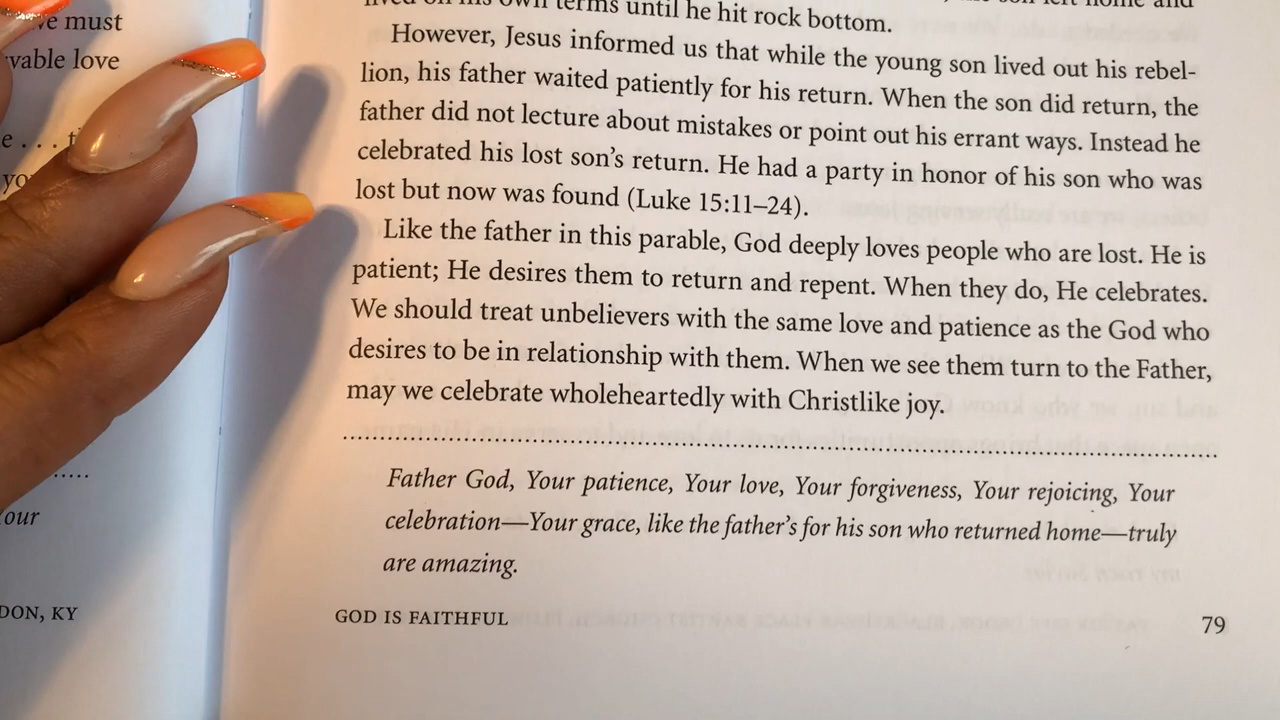 must
vable love
e . . . t
yo
.....
our
DON, KY
terms until he hit rock bottom.
However, Jesus informed us that while the young son lived out his rebel-
lion, his father waited patiently for his return. When the son did return, the
father did not lecture about mistakes or point out his errant ways. Instead he
celebrated his lost son's return. He had a party in honor of his son who was
lost but now was found (Luke 15:11–24).
Like the father in this parable, God deeply loves people who are lost. He is
patient; He desires them to return and repent. When they do, He celebrates.
We should treat unbelievers with the same love and patience as the God who
desires to be in relationship with them. When we see them turn to the Father,
may we celebrate wholeheartedly with Christlike joy.
Father God, Your patience, Your love, Your forgiveness, Your rejoicing, Your
celebration—Your grace, like the father's for his son who returned home—truly
are amazing.
GOD IS FAITHFUL
79